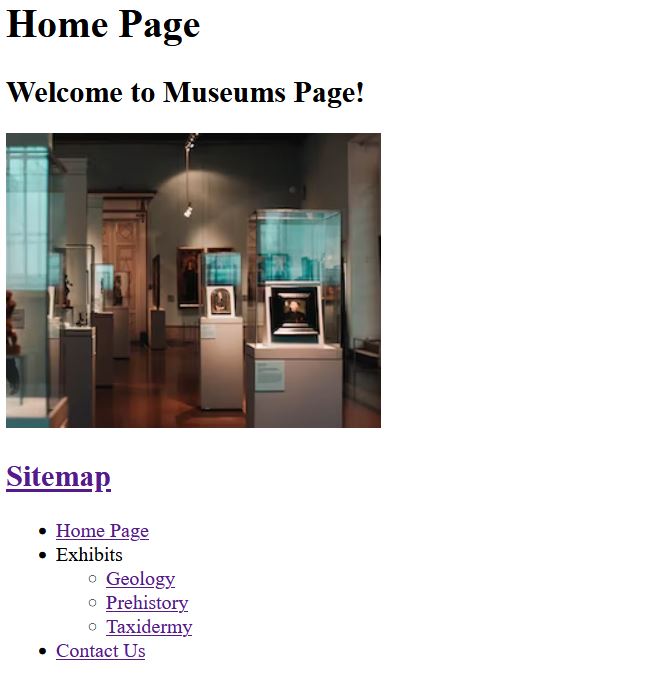 Home Page
Welcome to Museums Page!
Sitemap
Home Page
Exhibits
Geology
Prehistory
Taxidermy
Contact Us